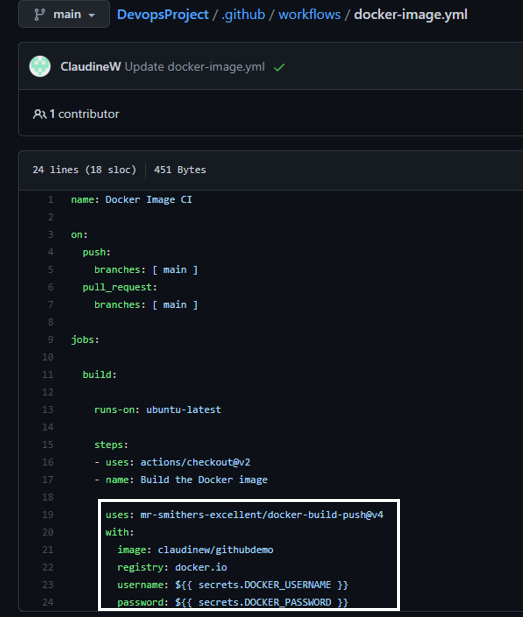 main DevopsProject / .github / workflows / docker-image.yml
ClaudineW Update docker-image.yml
1 contributor
24 lines (18 sloc) 451 Bytes
1 name: Docker Image CI
2
3 on:
4 push:
5 branches: [ main ]
6 pull_request:
7 branches: [ main ]
8
9 jobs:
10
11 build:
12
13 runs-on: ubuntu-latest
14
15 steps:
16 - uses: actions/checkout@v2
17 - name: Build the Docker image
18
19 uses: mr-smithers-excellent/docker-build-push@v4
20 with:
21 image: claudinew/githubdemo
22 registry: docker.io
23 username: ${{ secrets.DOCKER_USERNAME }}
24 password: ${{ secrets.DOCKER_PASSWORD }}